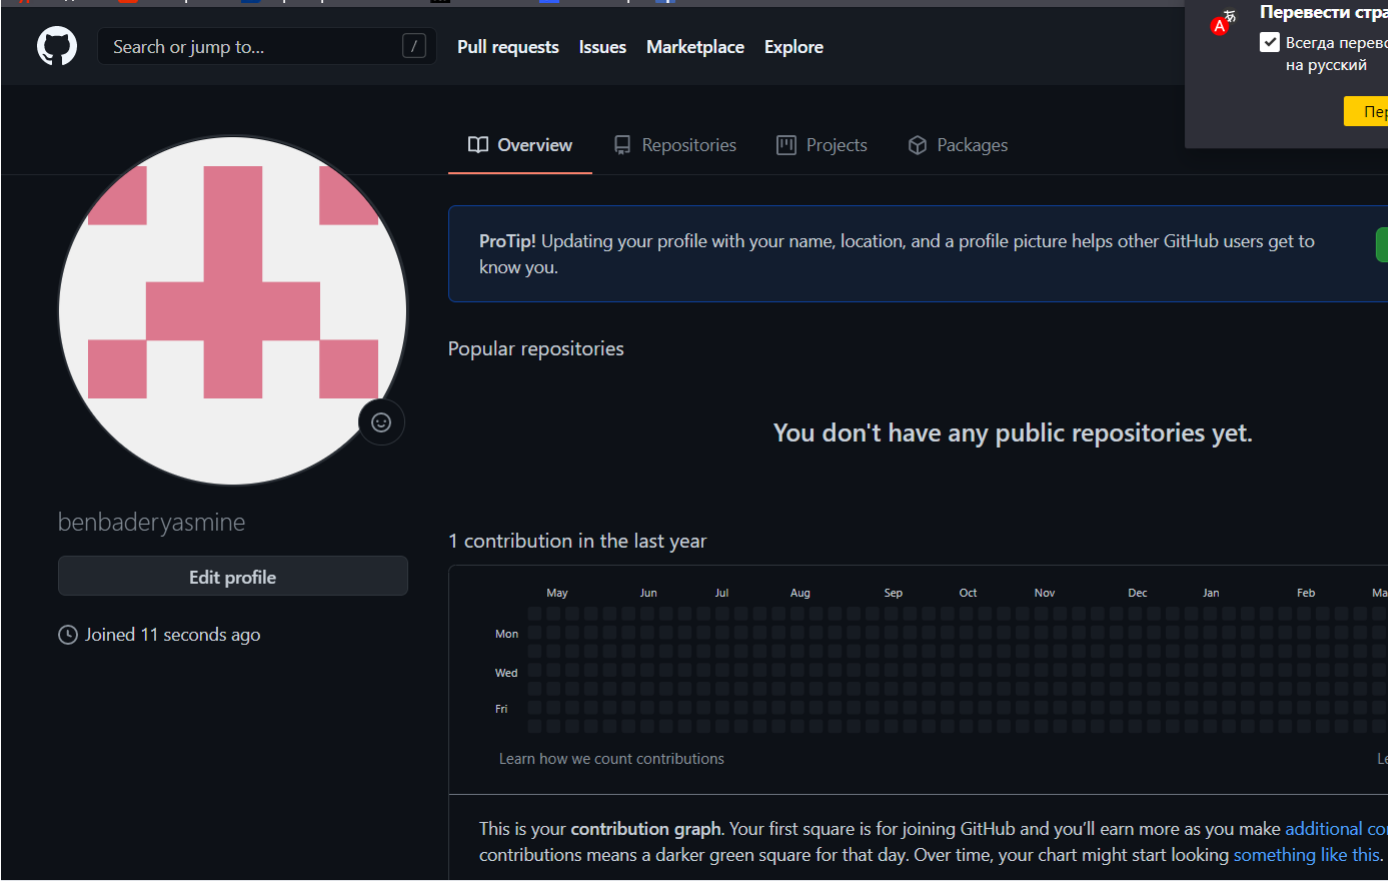 Search or jump to... /
Pull requests Issues Marketplace Explore
Перевести
Всегда
на русский
Overview Repositories Projects Packages
ProTip! Updating your profile with your name, location, and a profile picture helps other GitHub users get to
know you.
Popular repositories
You don't have any public repositories yet.
benbaderyasmine
Edit profile
Joined 11 seconds ago
1 contribution in the last year
May Jun Jul Aug Sep Oct Nov Dec Jan Feb
Mon
Wed
Fri
Learn how we count contributions
This is your contribution graph. Your first square is for joining GitHub and you’ll earn more as you make additional
contributions means a darker green square for that day. Over time, your chart might start looking something like this.